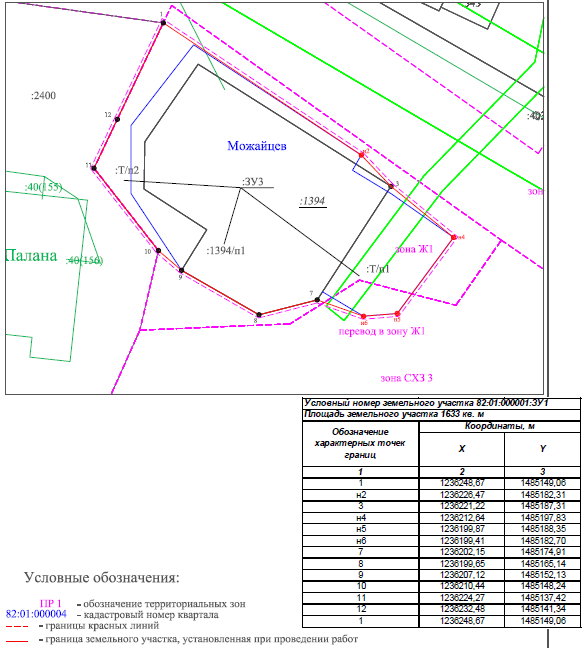 1
:2400
12
н2
:42
Можайцев
3
11
:Т/п2
:ЗУ3
:40(155)
:1394
зона Ж1
н4
Палана
:40(156)
10
:1394/п1
:Т/п1
9
7
8
н6
н5
перевод в зону Ж1
зона СХЗ 3
Условный номер земельного участка 82:01:000001:ЗУ1
Площадь земельного участка 1633 кв. м
Обозначение характерных точек границ
Координаты, м
X
Y
1 2 3
1 1236248,67 1485149,06
н2 1236226,47 1485182,31
3 1236221,22 1485187,31
н4 1236212,64 1485197,83
н5 1236199,87 1485188,35
н6 1236199,41 1485182,70
7 1236202,15 1485174,91
8 1236199,65 1485165,14
9 1236207,12 1485152,13
10 1236210,44 1485148,24
11 1236224,27 1485137,42
12 1236232,48 1485141,34
1 1236248,67 1485149,06
Условные обозначения:
ПР 1 - обозначение территориальных зон
82:01:000004 - кадастровый номер квартала
- границы красных линий
- граница земельного участка, установленная при проведении работ